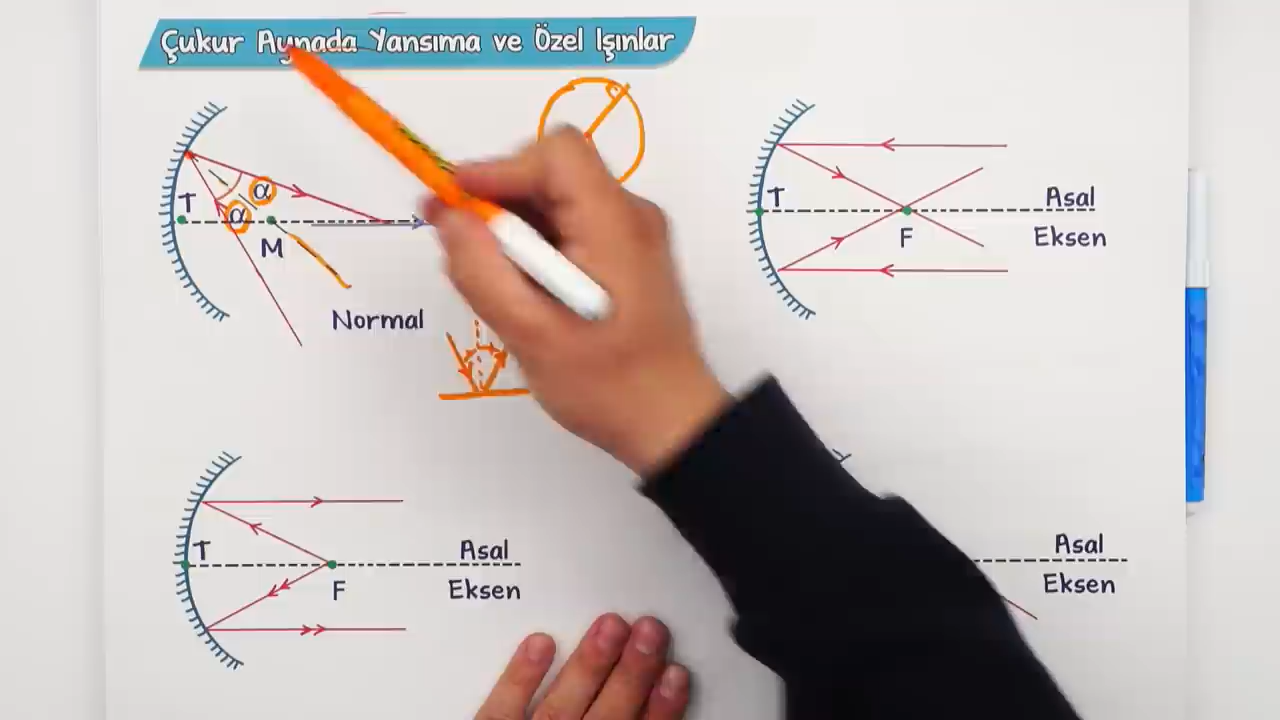 Çukur Aynada Yansıma ve Özel Işınlar
T
α
α
M
Normal
T
F
Asal
Eksen
T
F
Asal
Eksen
Asal
Eksen